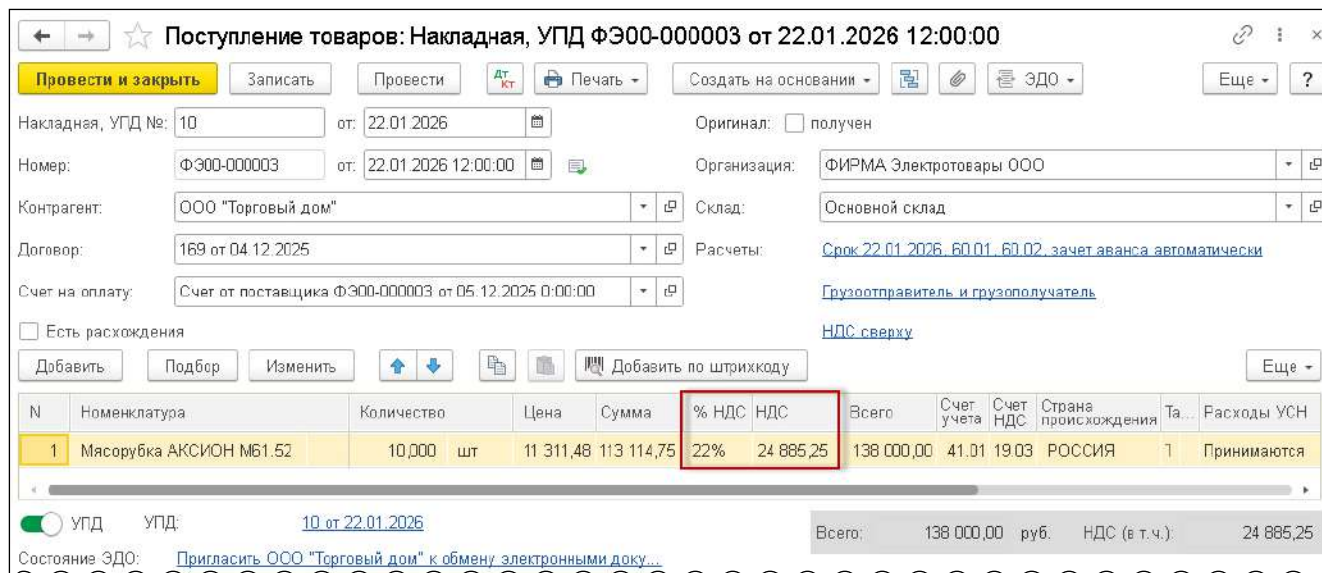 Поступление товаров: Накладная, УПД ФЭ00-000003 от 22.01.2026 12:00:00
Провести и закрыть Записать Провести Дт Кт Печать Создать на основании ЭДО Еще ?
Накладная, УПД №: 10 от: 22.01.2026 Оригинал: получен
Номер: ФЭ00-000003 от: 22.01.2026 12:00:00 Организация: ФИРМА Электротовары ООО
Контрагент: ООО "Торговый дом" Склад: Основной склад
Договор: 169 от 04.12.2025 Расчеты: Срок 22.01.2026, 60.01, 60.02, зачет аванса автоматически
Счет на оплату: Счет от поставщика ФЭ00-000003 от 05.12.2025 0:00:00 Грузоотправитель и грузополучатель
Есть расхождения НДС сверху
Добавить Подбор Изменить Добавить по штрихкоду Еще
N Номенклатура Количество Цена Сумма % НДС НДС Всего Счет учета Счет НДС Страна происхождения Та... Расходы УСН
1 Мясорубка АКСИОН М61.52 10,000 шт 11 311,48 113 114,75 22% 24 885,25 138 000,00 41.01 19.03 РОССИЯ Принимаются
УПД УПД: 10 от 22.01.2026 Всего: 138 000,00 руб. НДС (в т.ч.): 24 885,25
Состояние ЭДО: Пригласить ООО "Торговый дом" к обмену электронными доку...